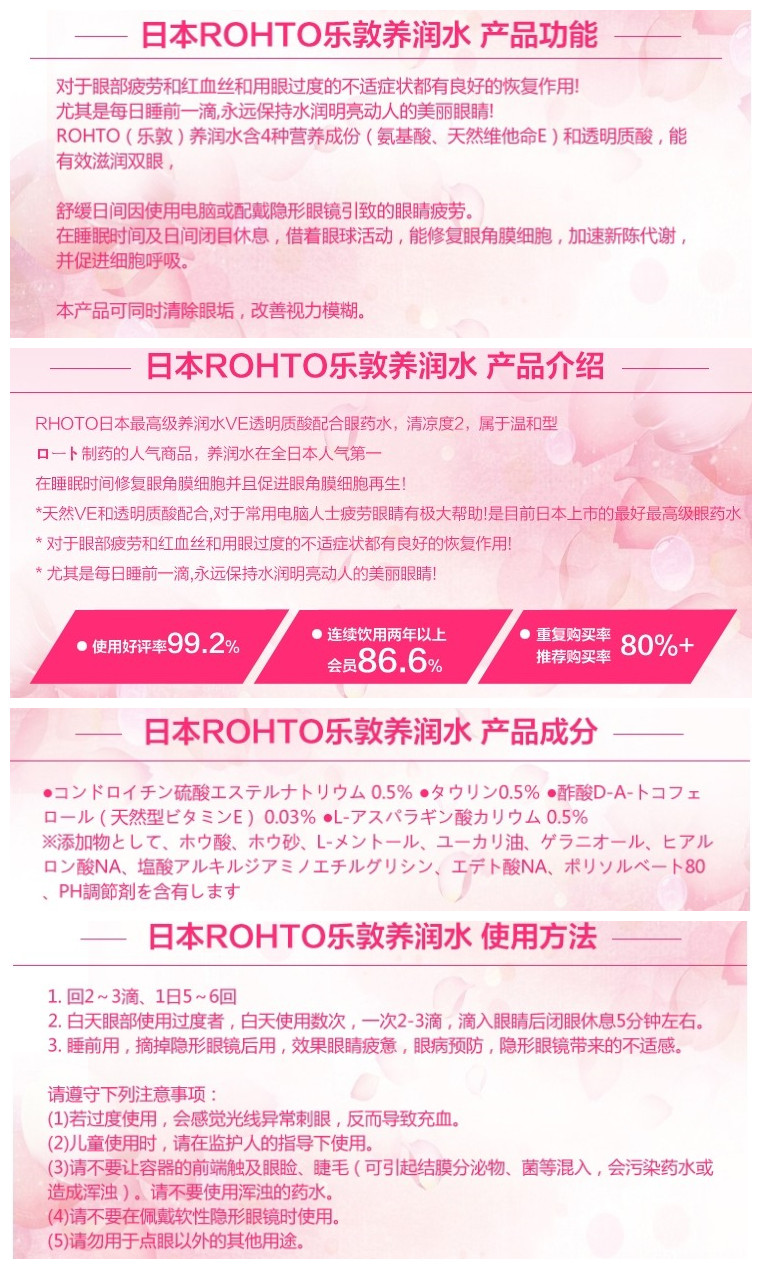 日本ROHTO乐敦养润水 产品功能
对于眼部疲劳和红血丝和用眼过度的不适症状都有良好的恢复作用!
尤其是每日睡前一滴,永远保持水润明亮动人的美丽眼睛!
ROHTO（乐敦）养润水含4种营养成份（氨基酸、天然维他命E）和透明质酸，能
有效滋润双眼，
舒缓日间因使用电脑或配戴隐形眼镜引致的眼睛疲劳。
在睡眠时间及日间闭目休息，借着眼球活动，能修复眼角膜细胞，加速新陈代谢，
并促进细胞呼吸。
本产品可同时清除眼垢，改善视力模糊。
日本ROHTO乐敦养润水 产品介绍
RHOTO日本最高级养润水VE透明质酸配合眼药水，清凉度2，属于温和型
ロート制药的人气商品，养润水在全日本人气第一
在睡眠时间修复眼角膜细胞并且促进眼角膜细胞再生!
*天然VE和透明质酸配合,对于常用电脑人士疲劳眼睛有极大帮助!是目前日本上市的最好最高级眼药水
* 对于眼部疲劳和红血丝和用眼过度的不适症状都有良好的恢复作用!
* 尤其是每日睡前一滴,永远保持水润明亮动人的美丽眼睛!
●使用好评率99.2%
●连续饮用两年以上
会员86.6%
●重复购买率
推荐购买率 80%+
日本ROHTO乐敦养润水 产品成分
●コンドロイチン硫酸エステルナトリウム 0.5% ●タウリン0.5% ●酢酸D-Α-トコフェ
ロール（天然型ビタミンE） 0.03% ●L-アスパラギン酸カリウム 0.5%
※添加物として、ホウ酸、ホウ砂、L-メントール、ユーカリ油、ゲラニオール、ヒアル
ロン酸NA、塩酸アルキルジアミノエチルグリシン、エデト酸NA、ポリソルベート80
、PH調節剤を含有します
日本ROHTO乐敦养润水 使用方法
1. 回2～3滴、1日5～6回
2. 白天眼部使用过度者，白天使用数次，一次2-3滴，滴入眼睛后闭眼休息5分钟左右。
3. 睡前用，摘掉隐形眼镜后用，效果眼睛疲惫，眼病预防，隐形眼镜带来的不适感。
请遵守下列注意事项：
(1)若过度使用，会感觉光线异常刺眼，反而导致充血。
(2)儿童使用时，请在监护人的指导下使用。
(3)请不要让容器的前端触及眼睑、睫毛（可引起结膜分泌物、菌等混入，会污染药水或
造成浑浊）。请不要使用浑浊的药水。
(4)请不要在佩戴软性隐形眼镜时使用。
(5)请勿用于点眼以外的其他用途。